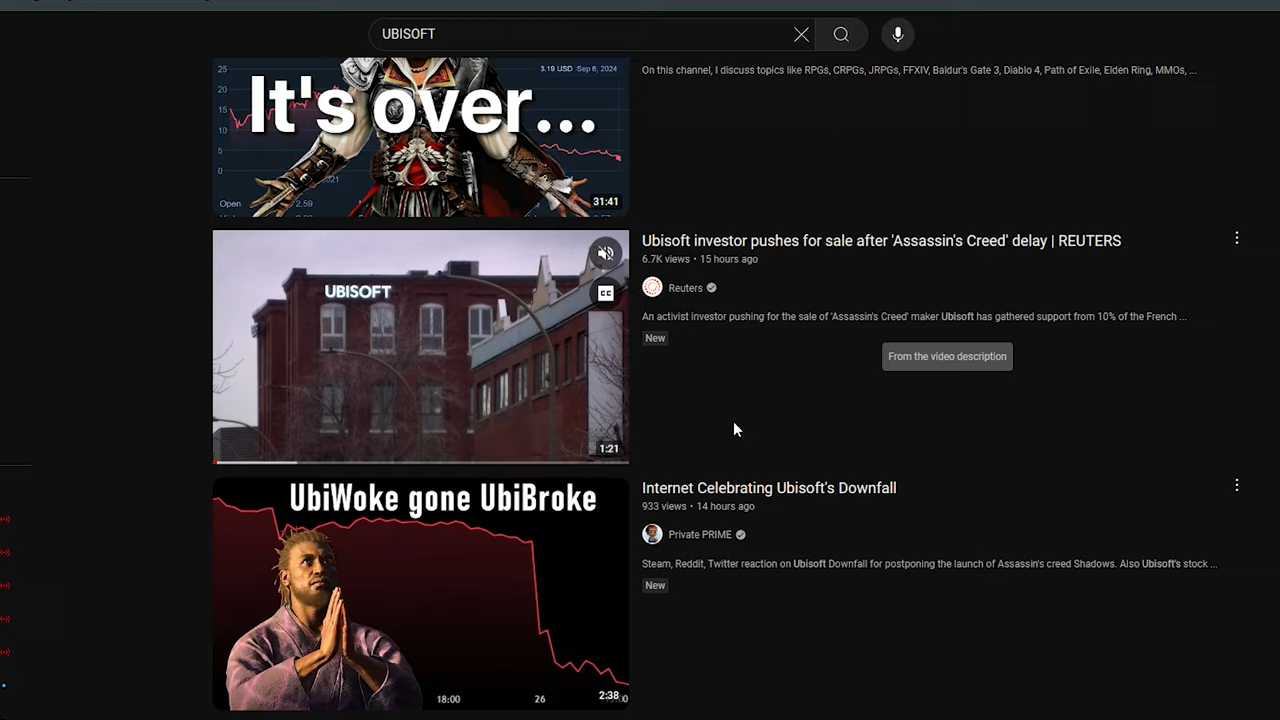 UBISOFT
25
3.19 USD Sep 6, 2024
20
15
10
5
0
It's over...
Open
2.59
31:41
On this channel, I discuss topics like RPGs, CRPGs, JRPGs, FFXIV, Baldur's Gate 3, Diablo 4, Path of Exile, Elden Ring, MMOs, ...
UBISOFT
CC
1:21
Ubisoft investor pushes for sale after 'Assassin's Creed' delay | REUTERS
6.7K views • 15 hours ago
Reuters
An activist investor pushing for the sale of 'Assassin's Creed' maker Ubisoft has gathered support from 10% of the French ...
New
From the video description
UbiWoke gone UbiBroke
18:00
26
2:38
Internet Celebrating Ubisoft's Downfall
933 views • 14 hours ago
Private PRIME
Steam, Reddit, Twitter reaction on Ubisoft Downfall for postponing the launch of Assassin's creed Shadows. Also Ubisoft's stock ...
New